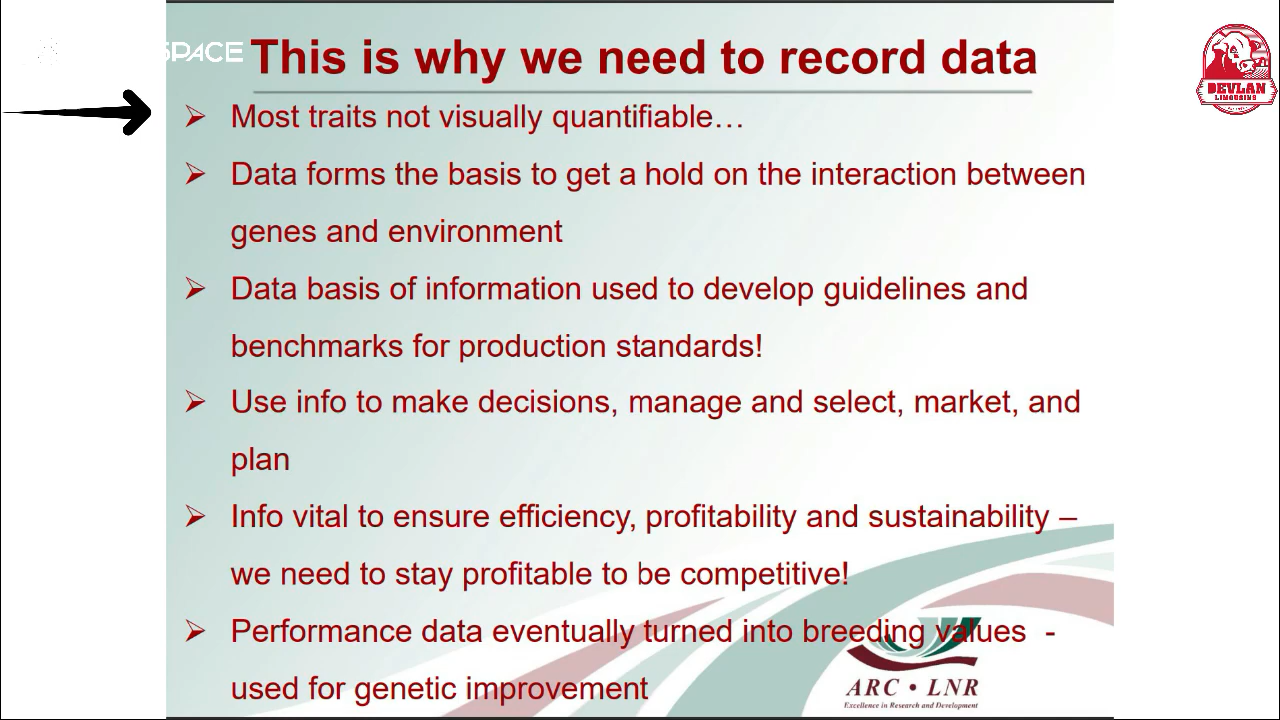 SPACE
This is why we need to record data
DEVLAN
LIMOUSINS
➢ Most traits not visually quantifiable…
➢ Data forms the basis to get a hold on the interaction between
genes and environment
➢ Data basis of information used to develop guidelines and
benchmarks for production standards!
➢ Use info to make decisions, manage and select, market, and
plan
➢ Info vital to ensure efficiency, profitability and sustainability –
we need to stay profitable to be competitive!
➢ Performance data eventually turned into breeding values -
used for genetic improvement
ARC • LNR
Excellence in Research and Development